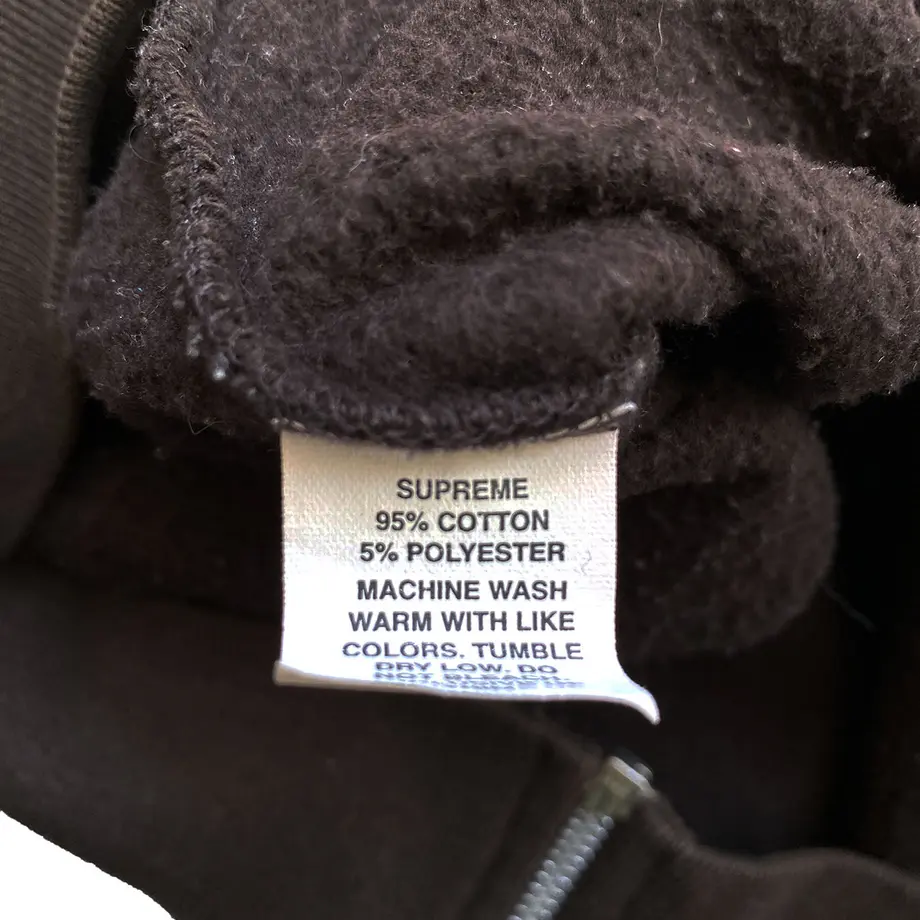 SUPREME
95% COTTON
5% POLYESTER
MACHINE WASH
WARM WITH LIKE
COLORS. TUMBLE
DRY LOW. DO
NOT BLEACH.